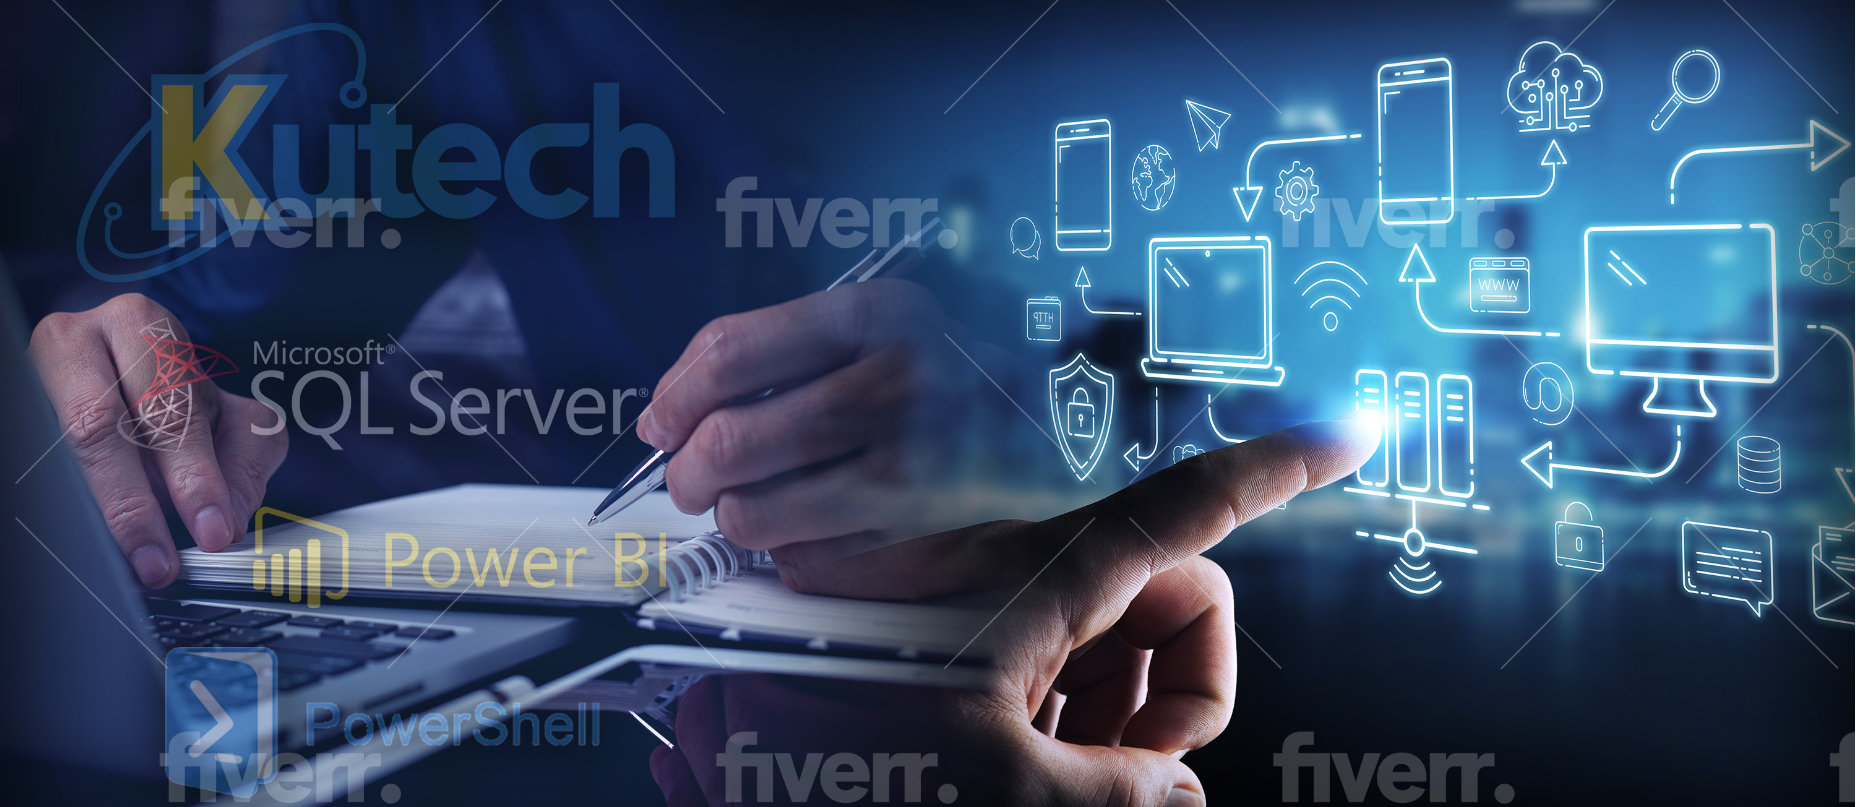 Kutech
fiverr.
fiverr.
fiverr.
Microsoft®
SQL Server®
Power BI
PowerShell
WWW
HTTP
fiverr.
fiverr.
fiverr.